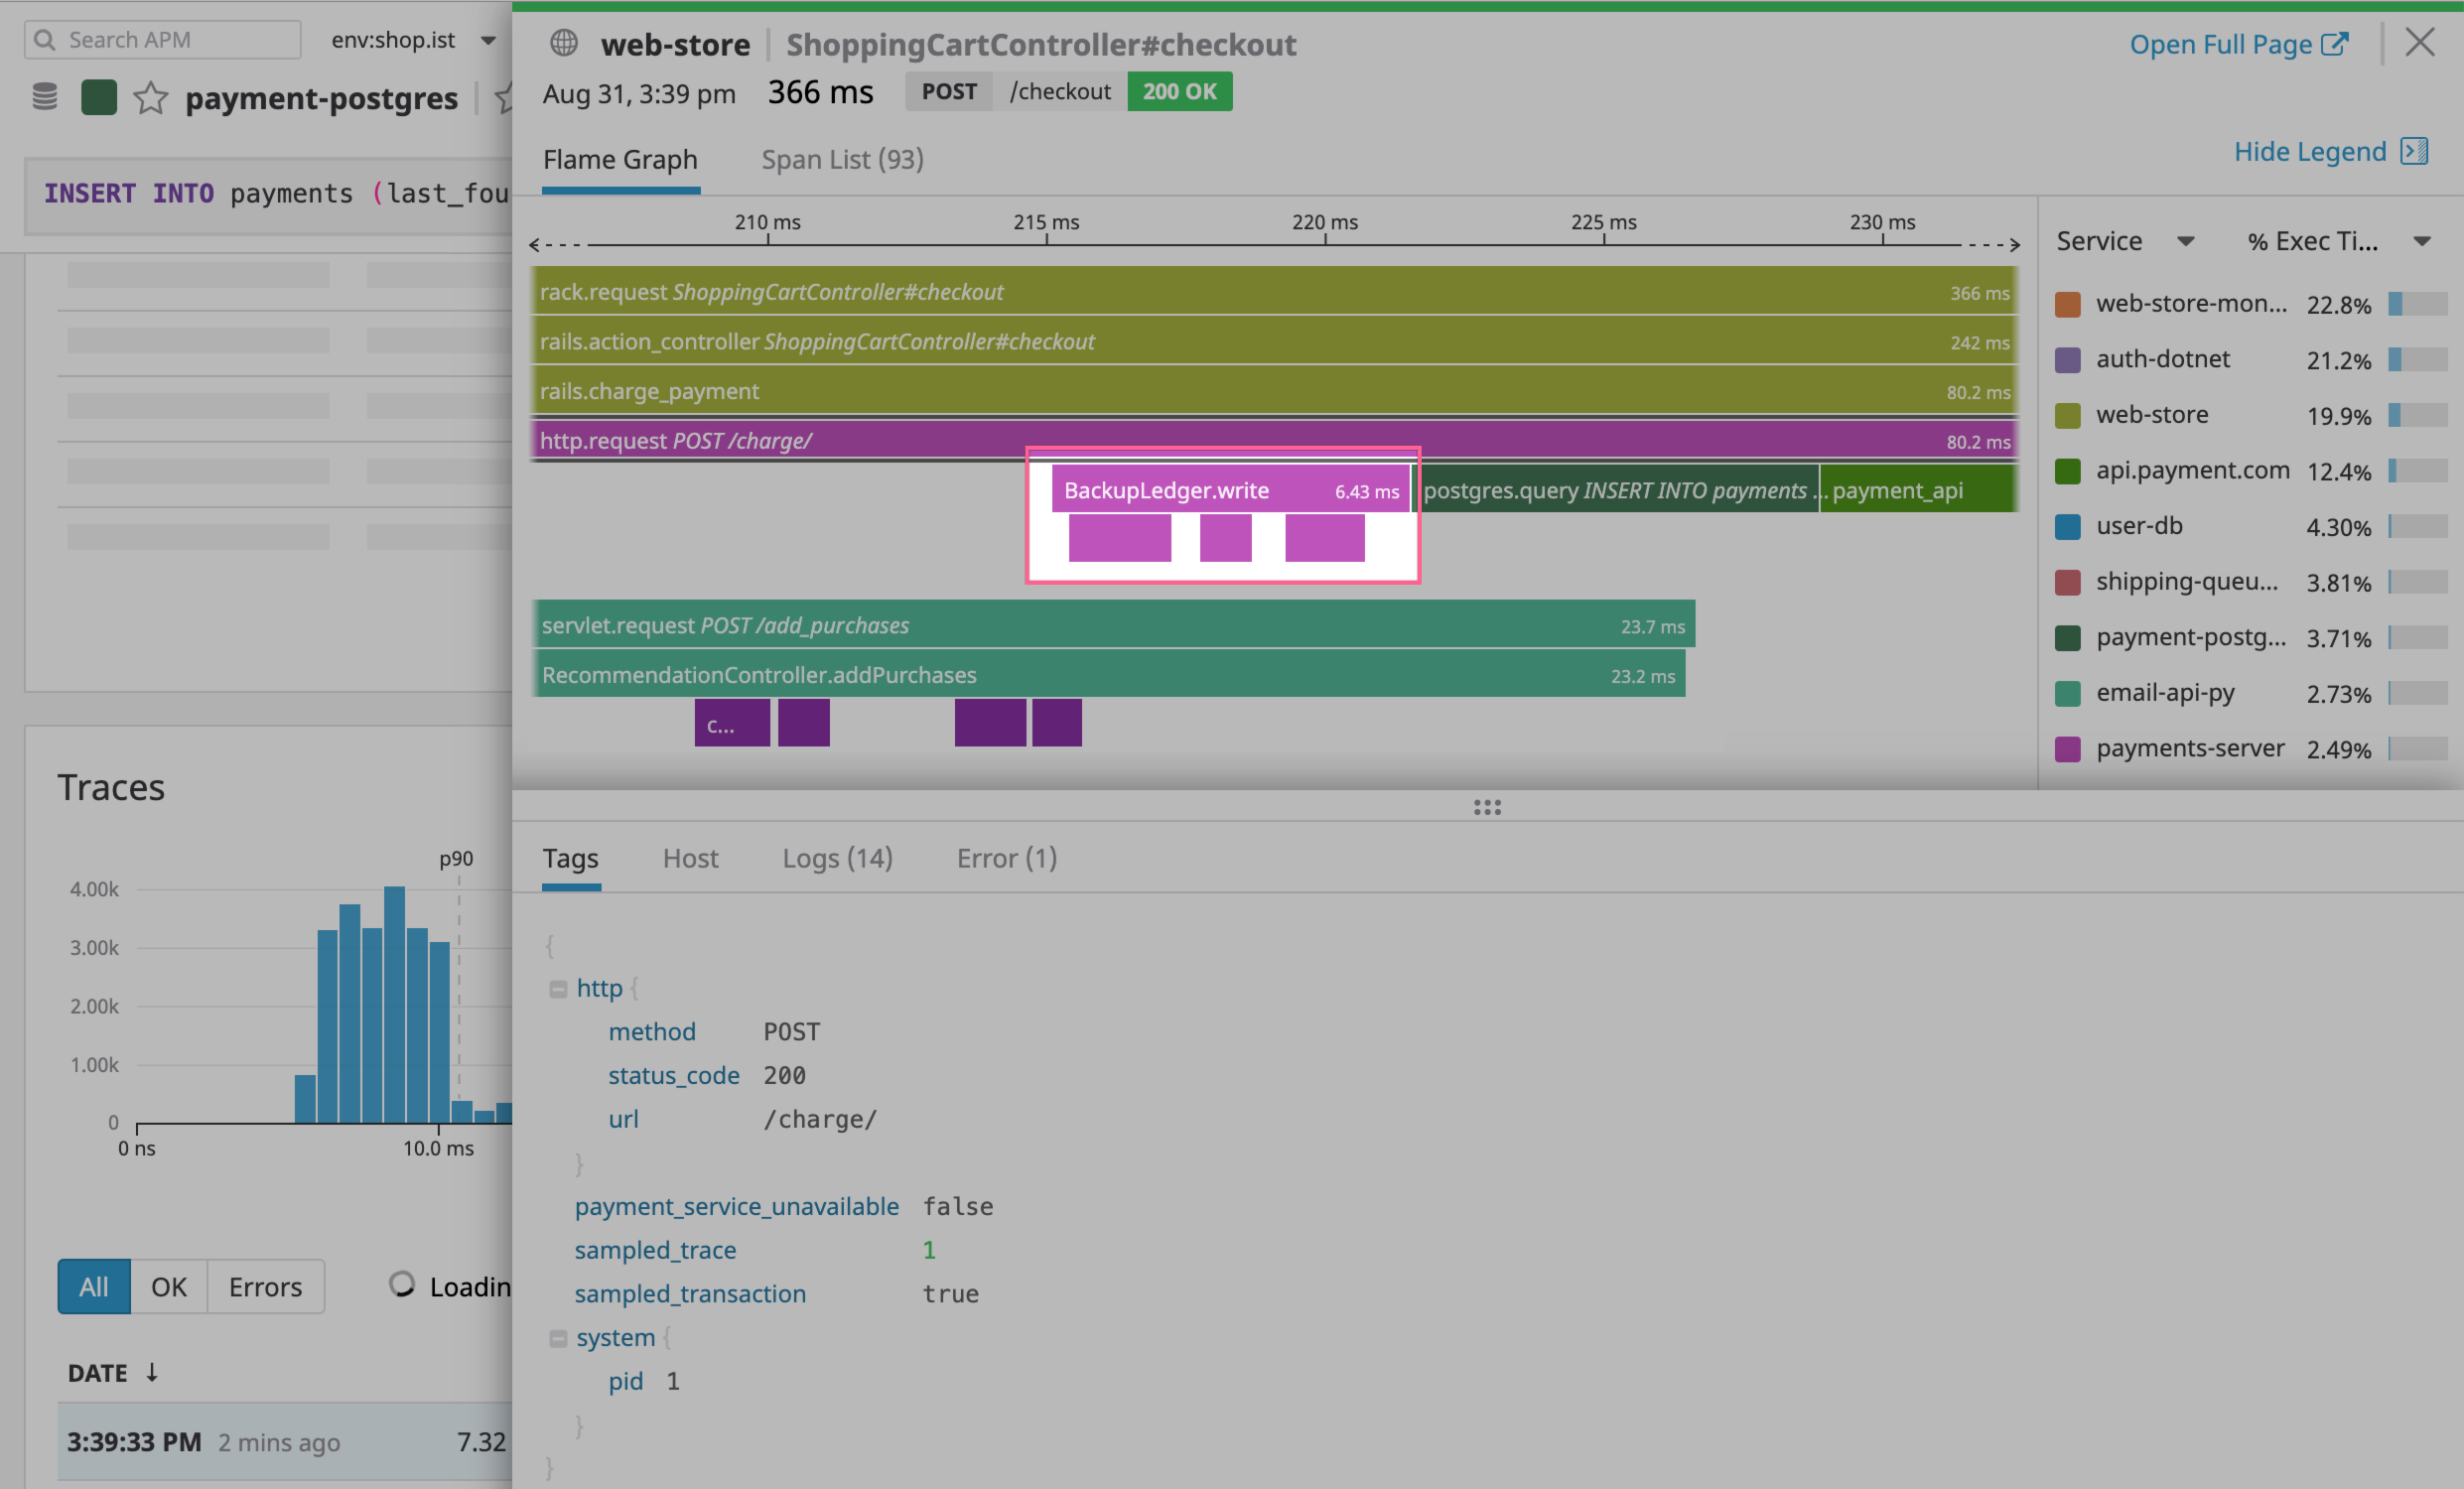 Search APM
env:shop.ist
payment-postgres
INSERT INTO payments (last_fou
Traces
p90
4.00k
3.00k
2.00k
1.00k
0
0 ns
10.0 ms
All
OK
Errors
Loadin
DATE ↓
3:39:33 PM 2 mins ago 7.32
web-store ShoppingCartController#checkout
Open Full Page
Aug 31, 3:39 pm 366 ms POST /checkout 200 OK
Flame Graph
Span List (93)
Hide Legend
210 ms 215 ms 220 ms 225 ms 230 ms
rack.request ShoppingCartController#checkout 366 ms
rails.action_controller ShoppingCartController#checkout 242 ms
rails.charge_payment 80.2 ms
http.request POST /charge/ 80.2 ms
BackupLedger.write 6.43 ms
postgres.query INSERT INTO payments ...
payment_api
servlet.request POST /add_purchases 23.7 ms
RecommendationController.addPurchases 23.2 ms
c...
Service % Exec Ti...
web-store-mon... 22.8%
auth-dotnet 21.2%
web-store 19.9%
api.payment.com 12.4%
user-db 4.30%
shipping-queu... 3.81%
payment-postg... 3.71%
email-api-py 2.73%
payments-server 2.49%
Tags
Host
Logs (14)
Error (1)
{
http {
method POST
status_code 200
url /charge/
}
payment_service_unavailable false
sampled_trace 1
sampled_transaction true
system {
pid 1
}
}